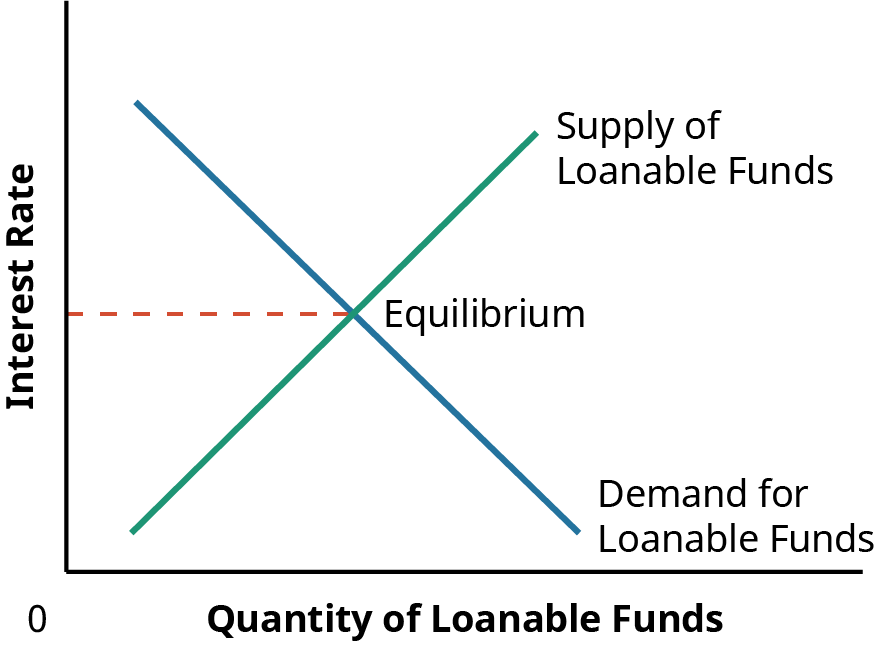 Supply of
Loanable Funds
Interest Rate
Equilibrium
Demand for
Loanable Funds
0
Quantity of Loanable Funds